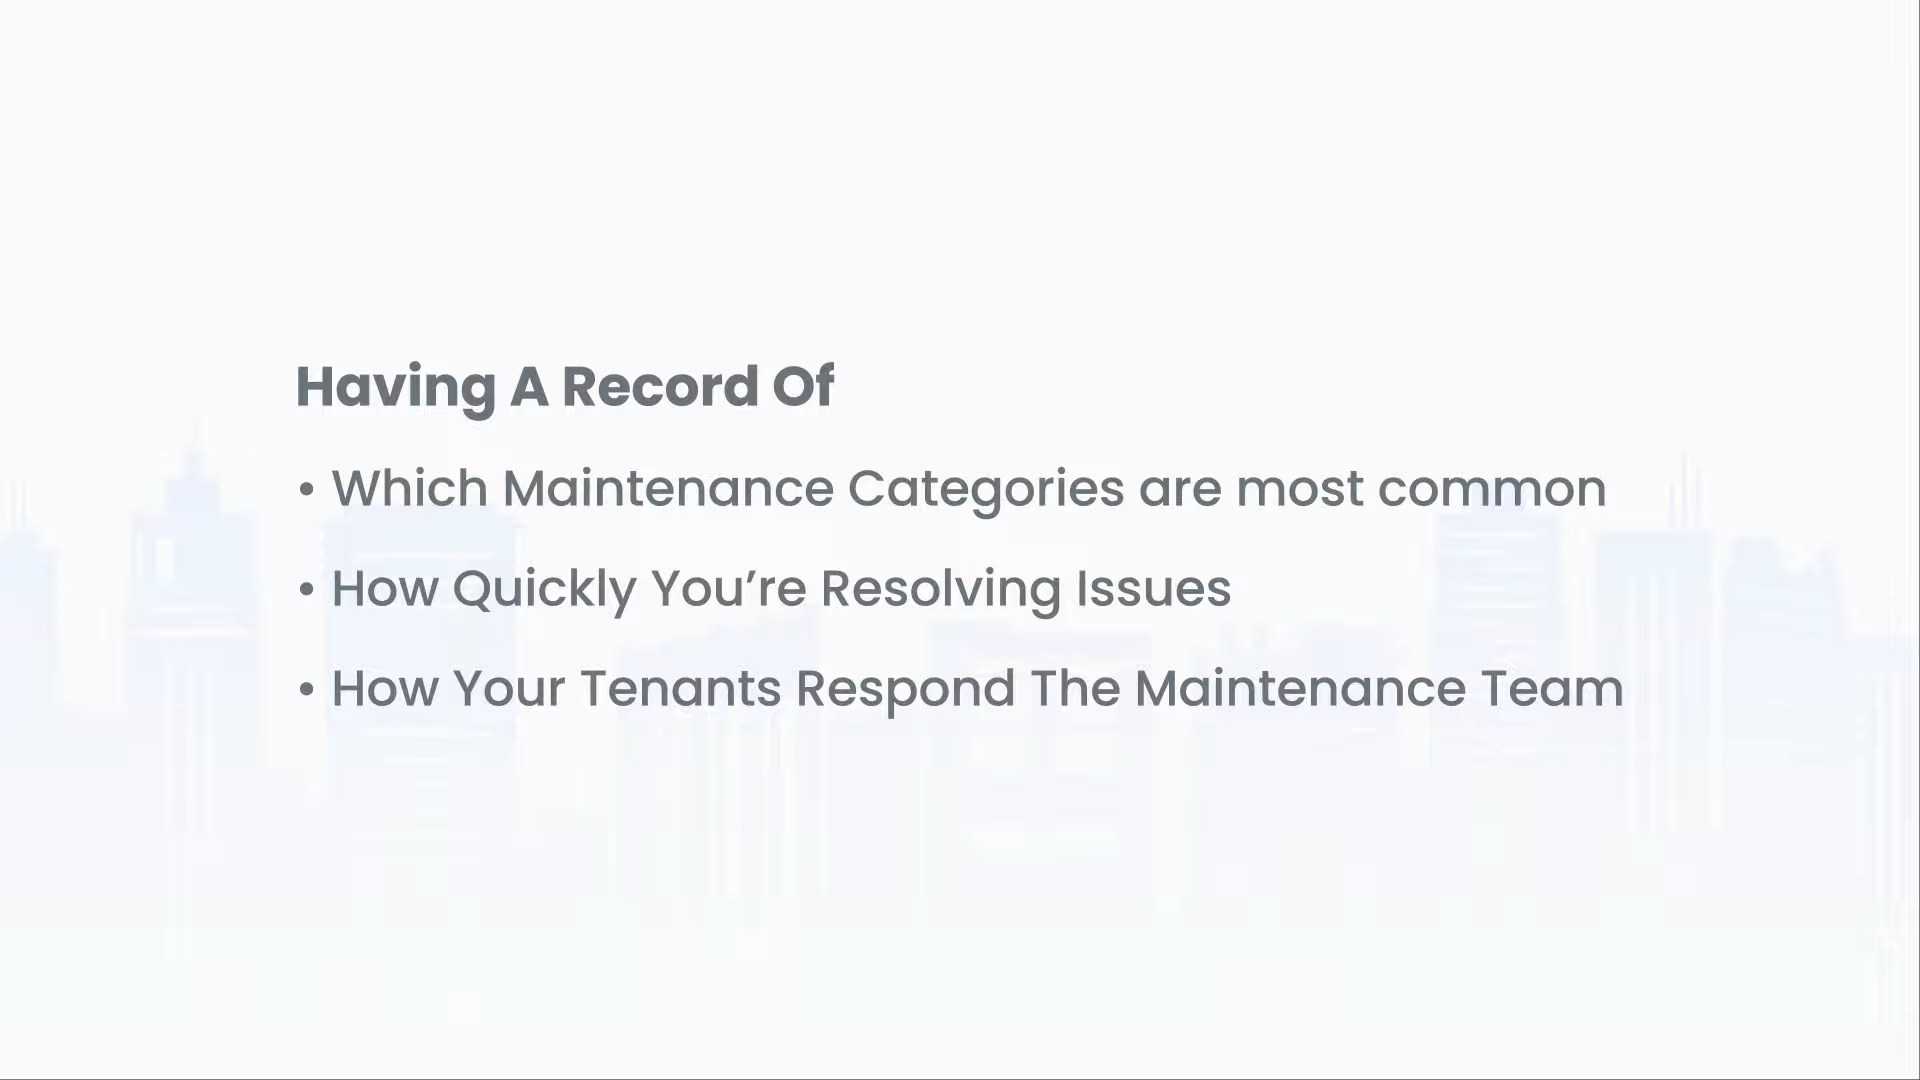 Having A Record Of
• Which Maintenance Categories are most common
• How Quickly You’re Resolving Issues
• How Your Tenants Respond The Maintenance Team